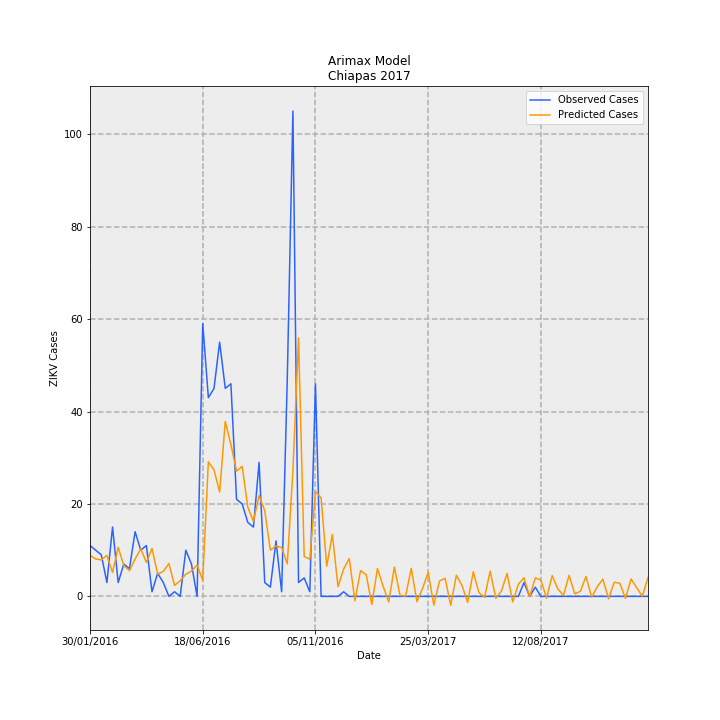 Arimax Model
Chiapas 2017
Observed Cases
Predicted Cases
100
80
60
40
20
0
ZIKV Cases
30/01/2016
18/06/2016
05/11/2016
25/03/2017
12/08/2017
Date